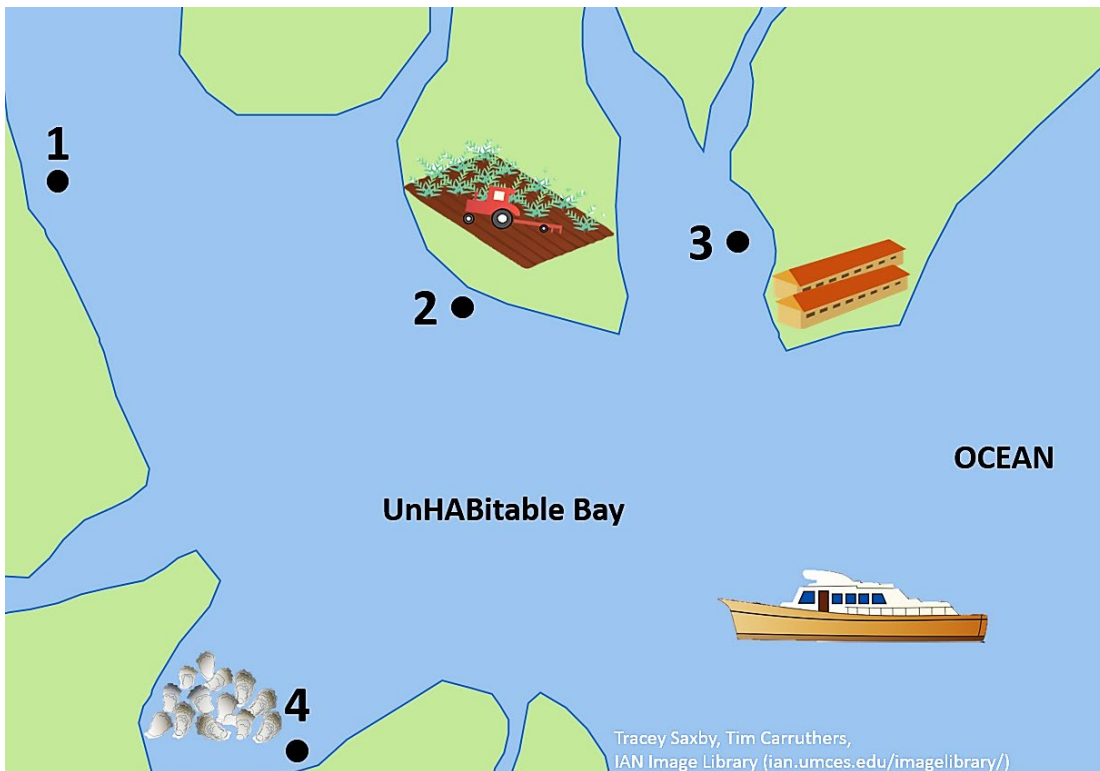 1
2
3
OCEAN
UnHABitable Bay
4
Tracey Saxby, Tim Carruthers,
IAN Image Library (ian.umces.edu/imagelibrary/)